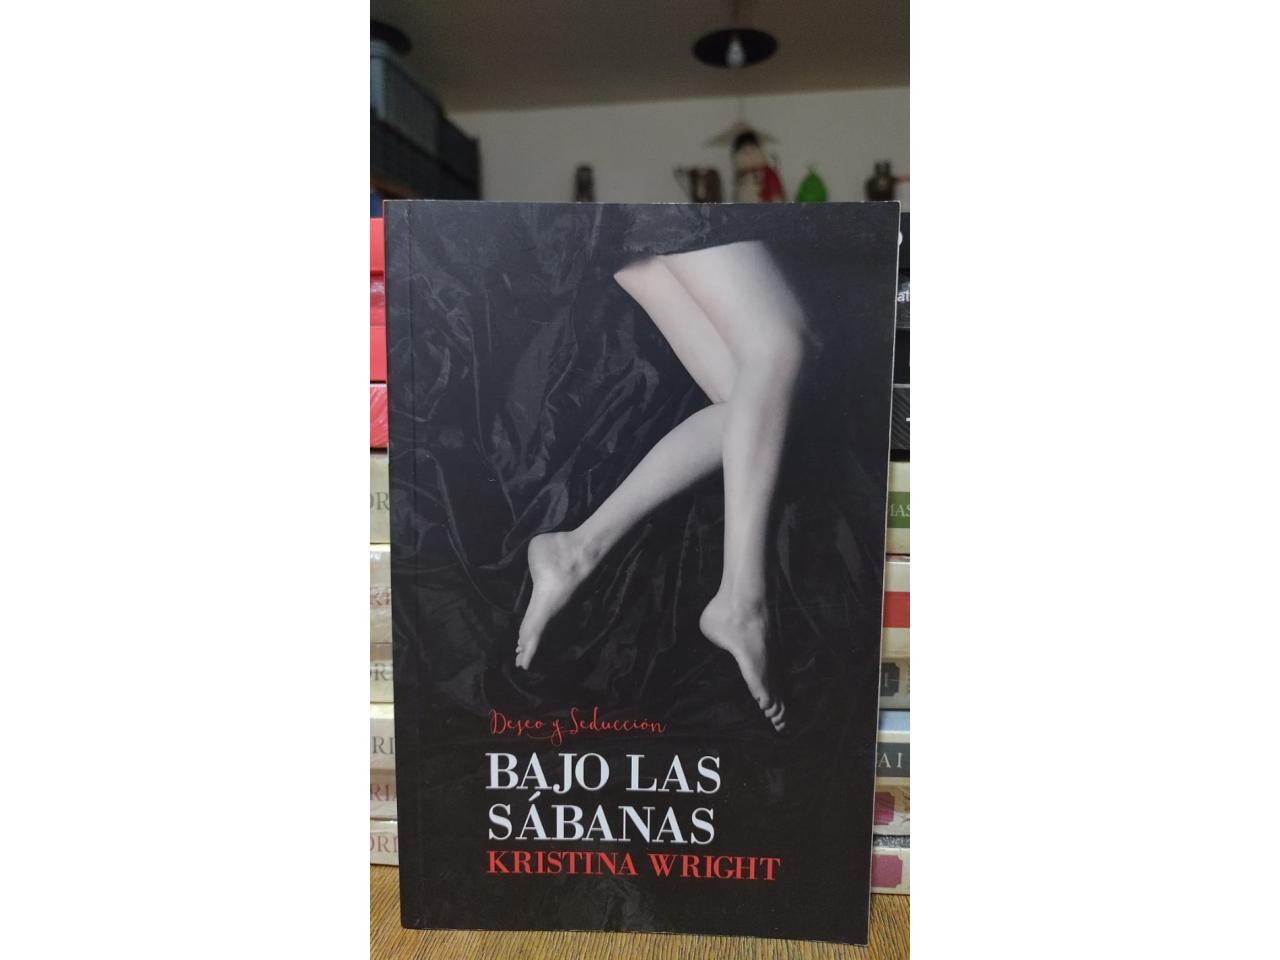 Deseo y Seducción
BAJO LAS
SÁBANAS
KRISTINA WRIGHT